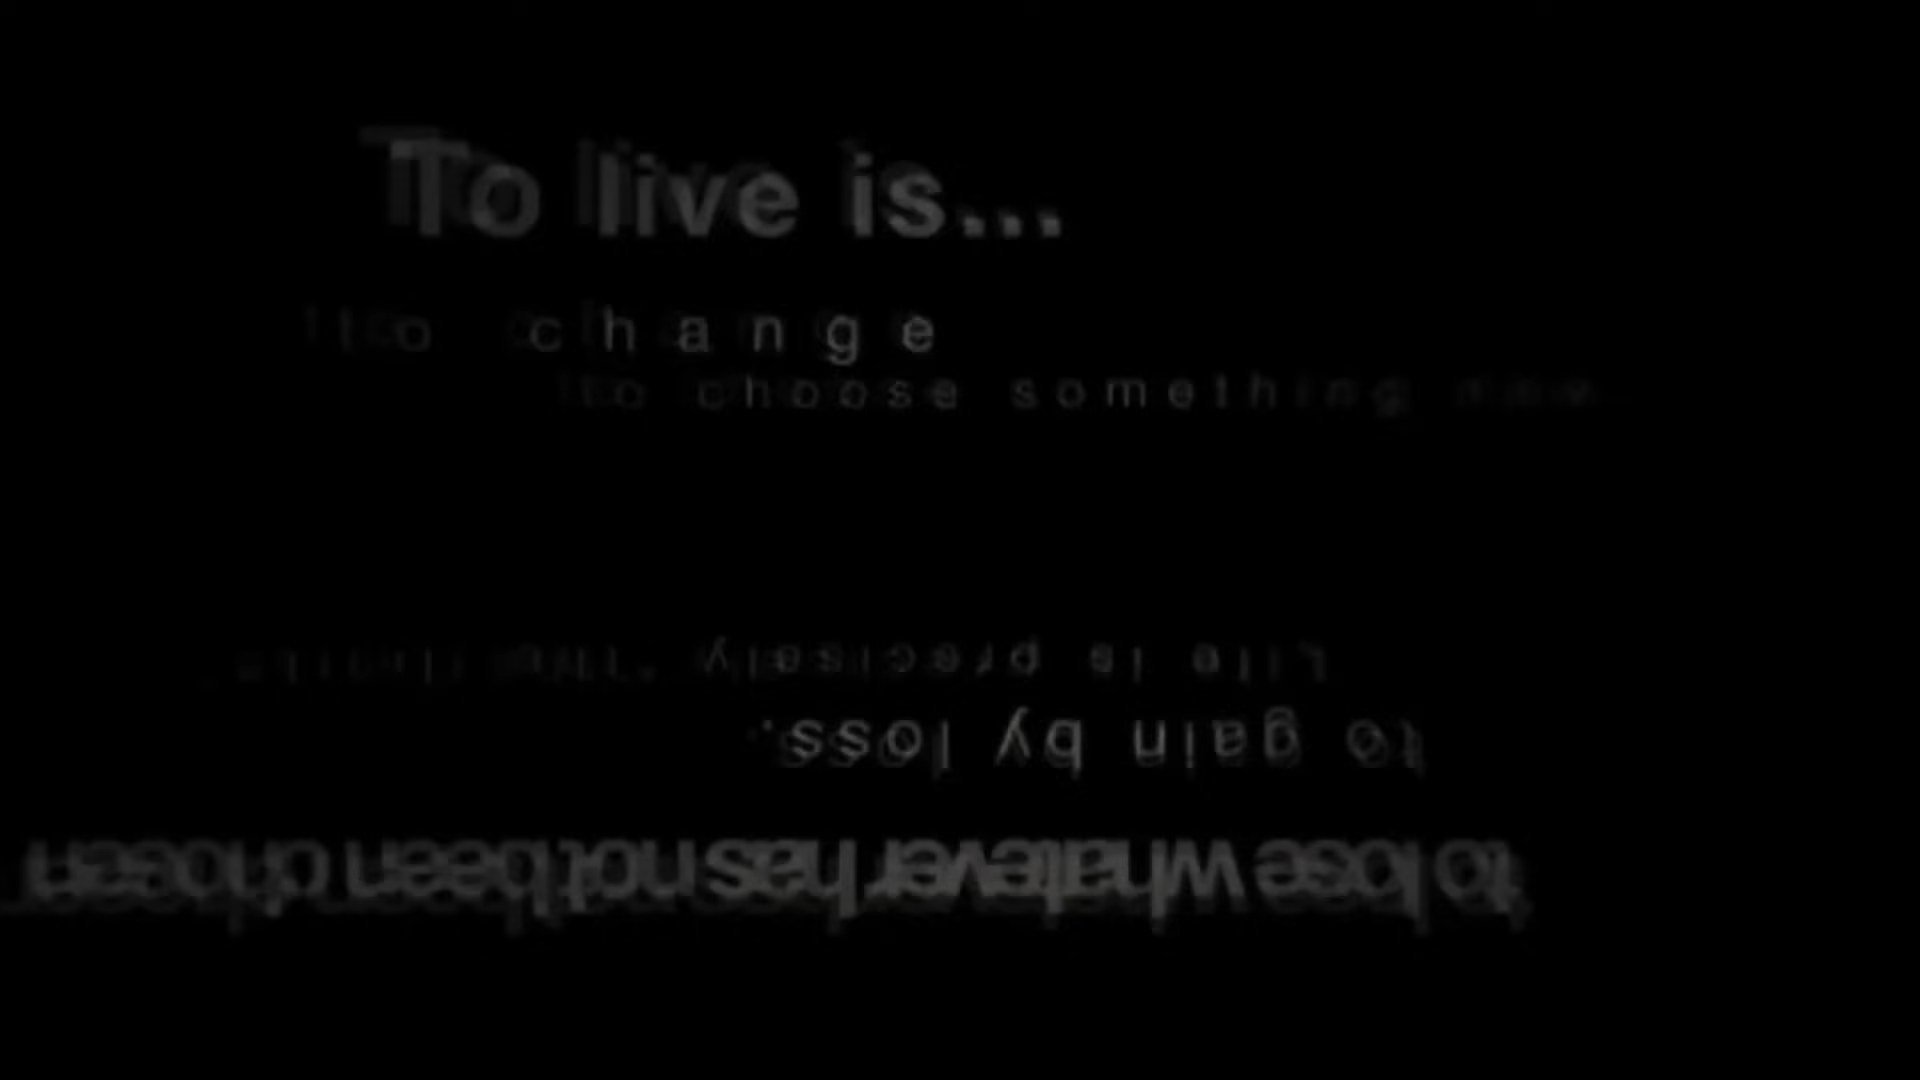 To live is...
to change
to choose something new
Life is precisely
to gain by loss.
to lose whatever has not been chosen